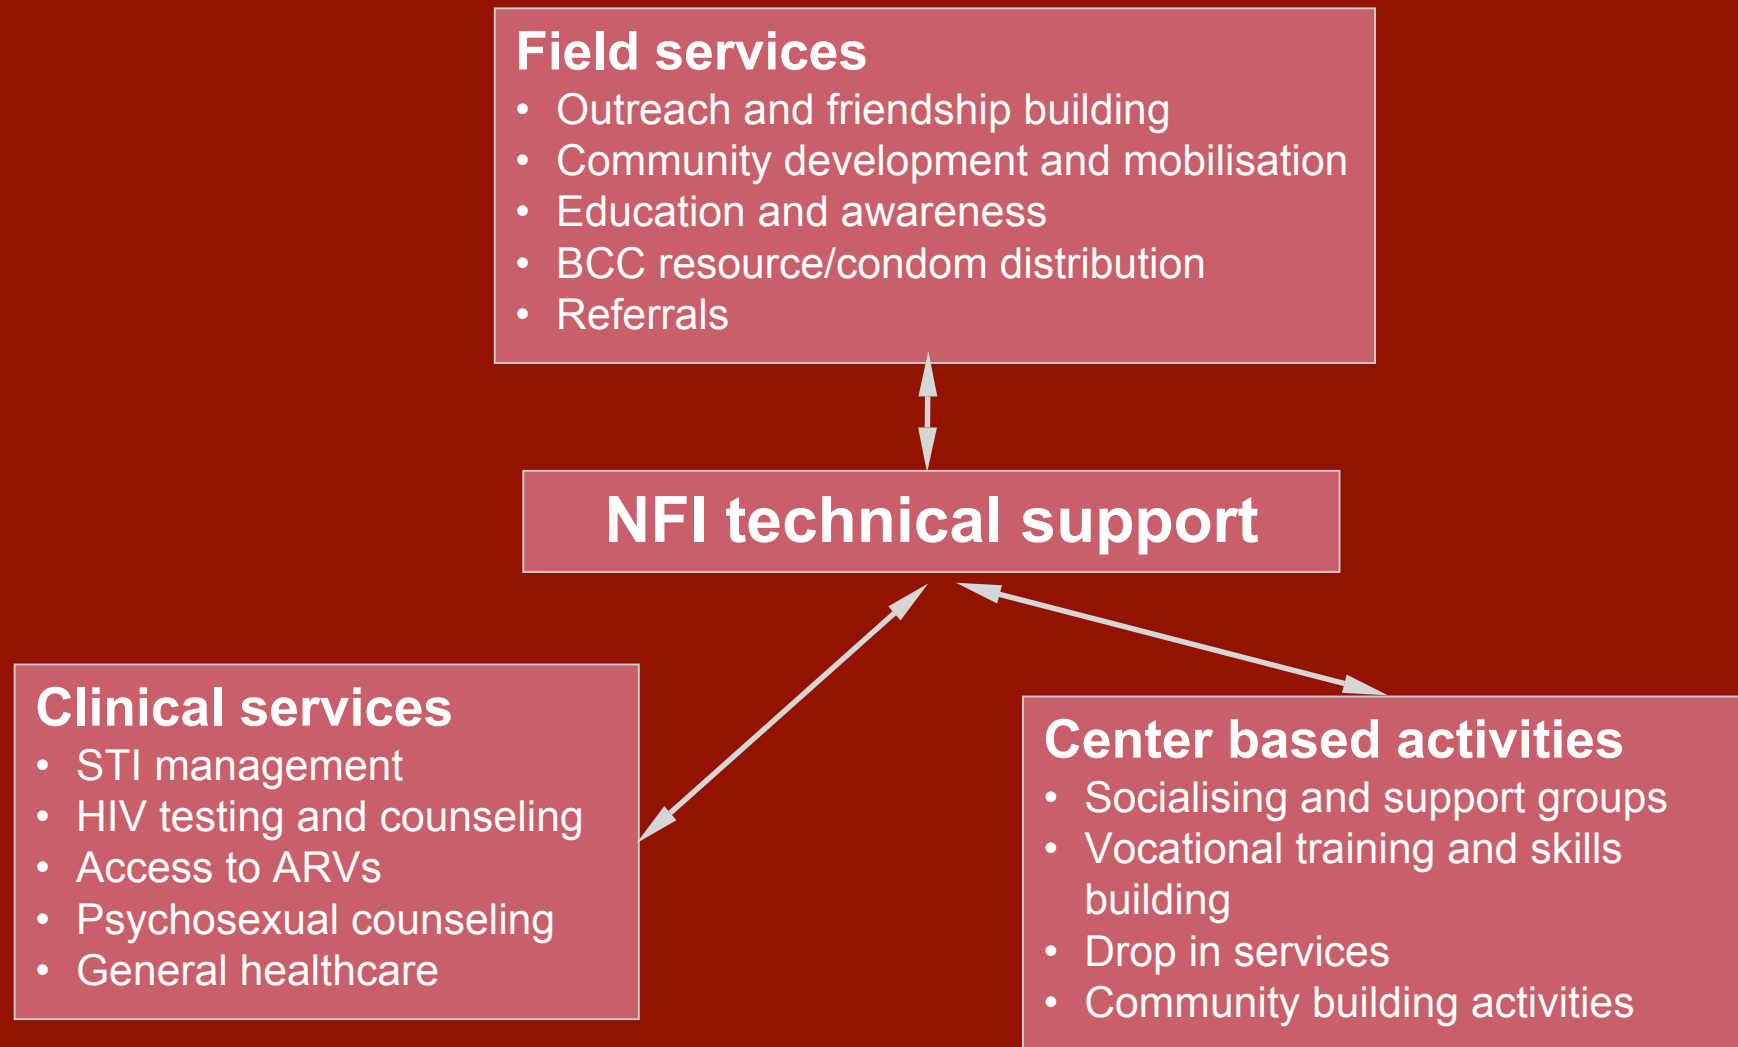 Field services
• Outreach and friendship building
• Community development and mobilisation
• Education and awareness
• BCC resource/condom distribution
• Referrals
NFI technical support
Clinical services
• STI management
• HIV testing and counseling
• Access to ARVs
• Psychosexual counseling
• General healthcare
Center based activities
• Socialising and support groups
• Vocational training and skills
building
• Drop in services
• Community building activities